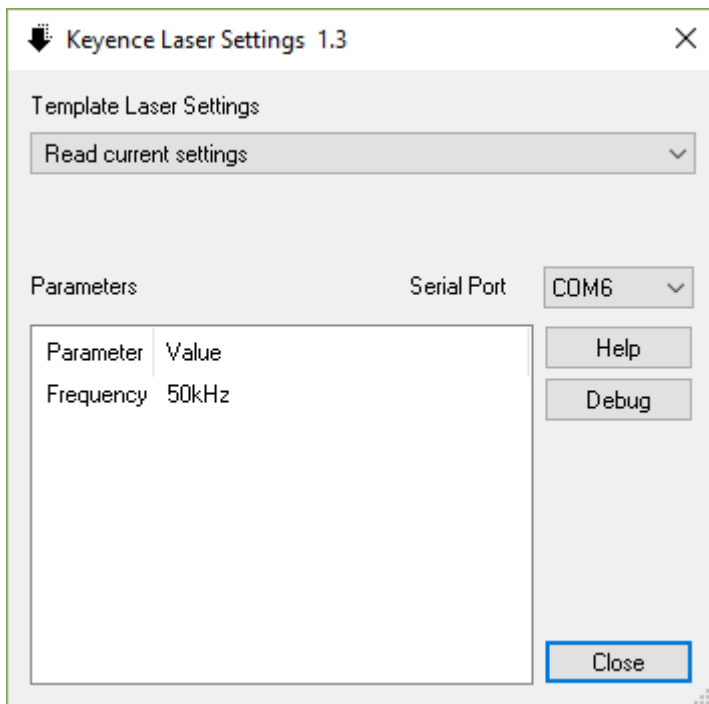 Keyence Laser Settings 1.3
Template Laser Settings
Read current settings
Parameters Serial Port COM6
Parameter Value
Frequency 50kHz
Help
Debug
Close